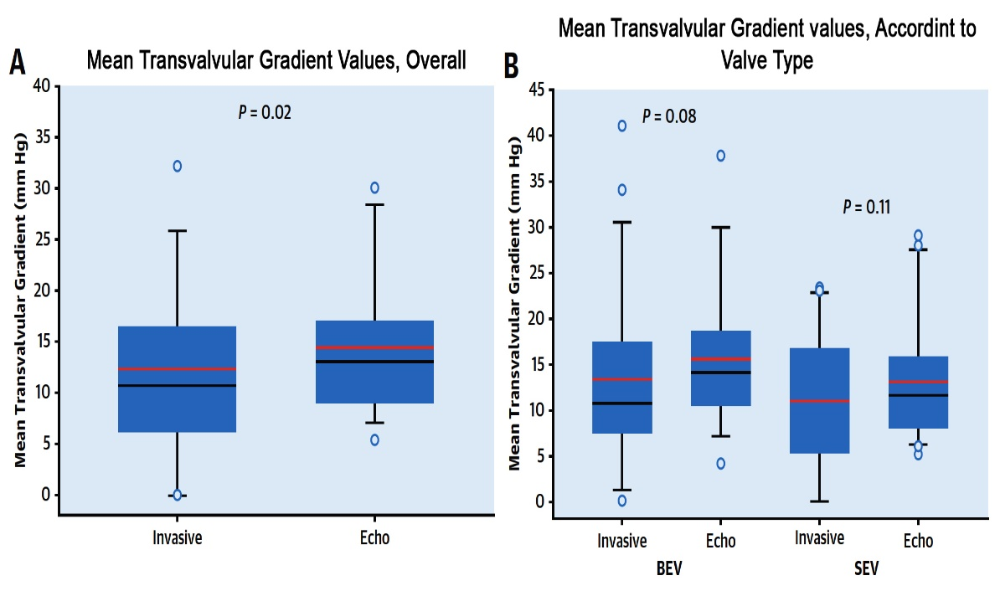 A
Mean Transvalvular Gradient Values, Overall
Mean Transvalvular Gradient (mm Hg)
40
35
30
25
20
15
10
5
0
P = 0.02
Invasive
Echo
B
Mean Transvalvular Gradient values, Accordint to
Valve Type
Mean Transvalvular Gradient (mm Hg)
45
40
35
30
25
20
15
10
5
0
P = 0.08
P = 0.11
Invasive
Echo
Invasive
Echo
BEV
SEV